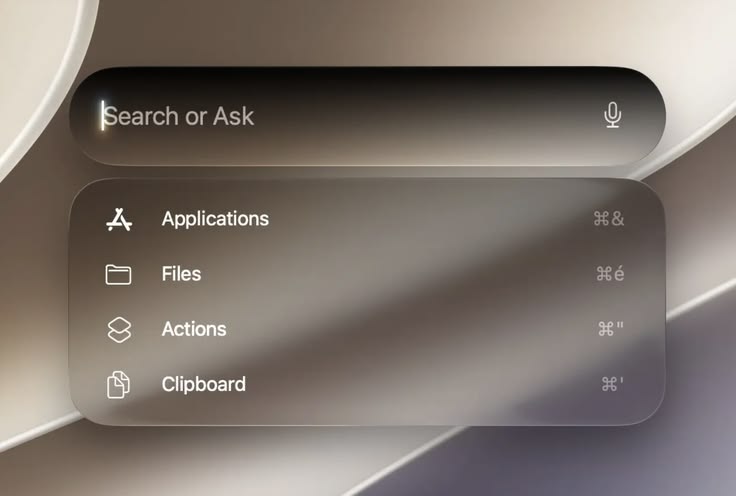 Search or Ask
Applications ⌘&
Files ⌘é
Actions ⌘"
Clipboard ⌘'